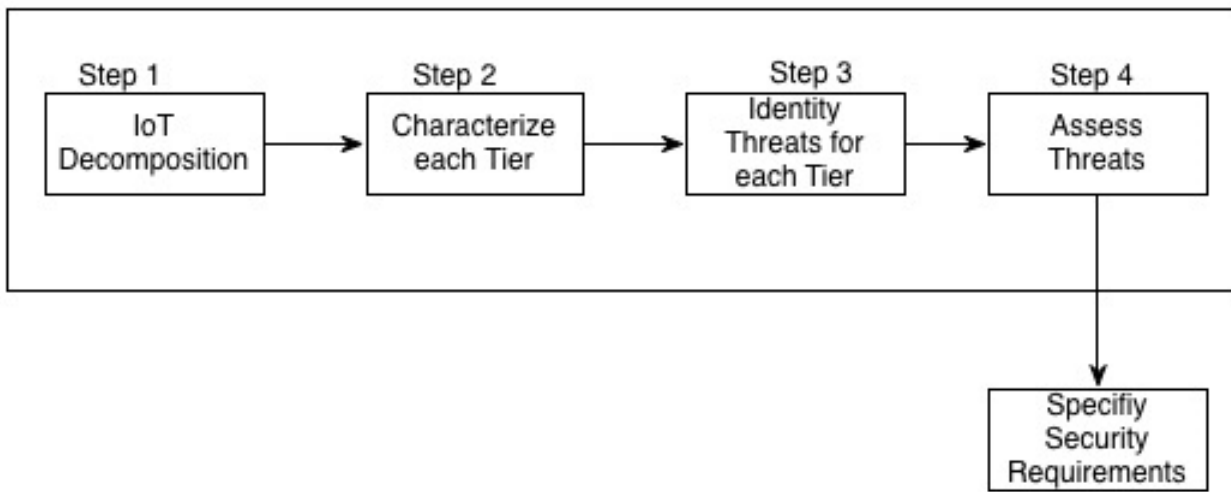 Step 1
IoT
Decomposition
Step 2
Characterize
each Tier
Step 3
Identity
Threats for
each Tier
Step 4
Assess
Threats
Specifiy
Security
Requirements